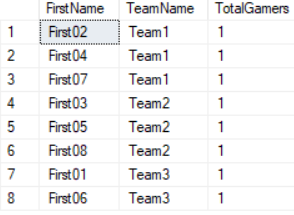 FirstName TeamName TotalGamers
1 First02 Team1 1
2 First04 Team1 1
3 First07 Team1 1
4 First03 Team2 1
5 First05 Team2 1
6 First08 Team2 1
7 First01 Team3 1
8 First06 Team3 1